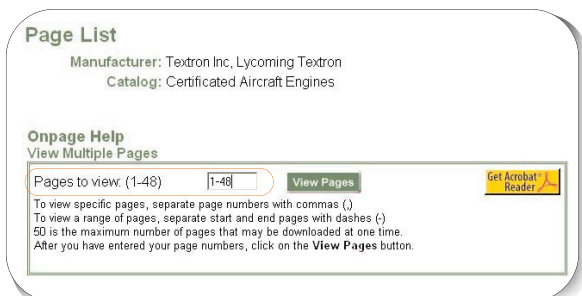 Page List
Manufacturer: Textron Inc, Lycoming Textron
Catalog: Certificated Aircraft Engines
Onpage Help
View Multiple Pages
Pages to view: (1-48) 1-48 View Pages Get Acrobat® Reader
To view specific pages, separate page numbers with commas (,)
To view a range of pages, separate start and end pages with dashes (-)
50 is the maximum number of pages that may be downloaded at one time.
After you have entered your page numbers, click on the View Pages button.